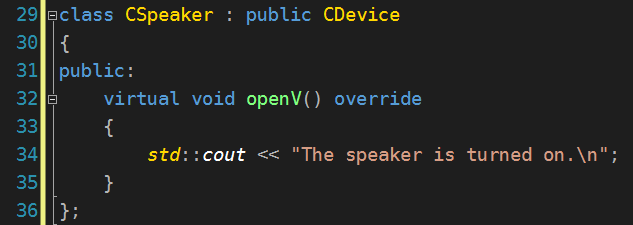 29 class CSpeaker : public CDevice
30 {
31 public:
32     virtual void openV() override
33     {
34         std::cout << "The speaker is turned on.\n";
35     }
36 };